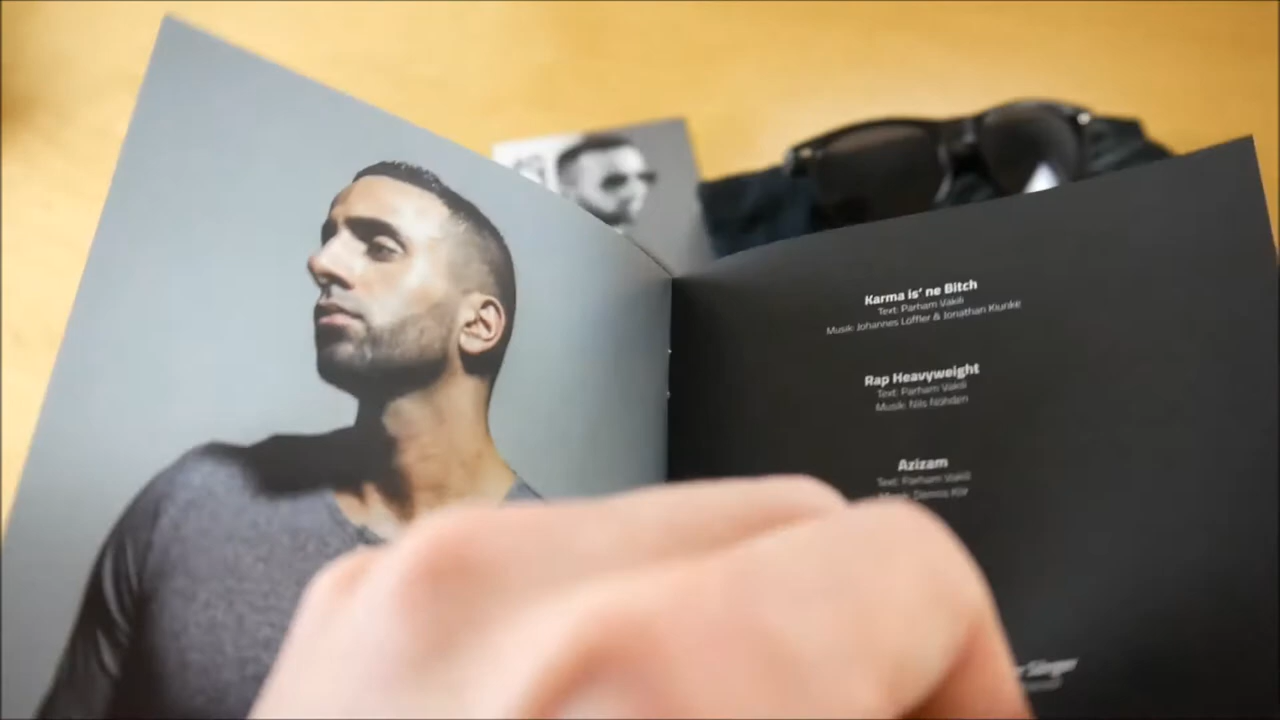 Karma is' ne Bitch
Text: Parham Vakili
Musik: Johannes Löffler & Jonathan Kiunke
Rap Heavyweight
Text: Parham Vakili
Musik: Nils Nöhden
Azizam
Text: Parham Vakili
Musik: Dennis Kör